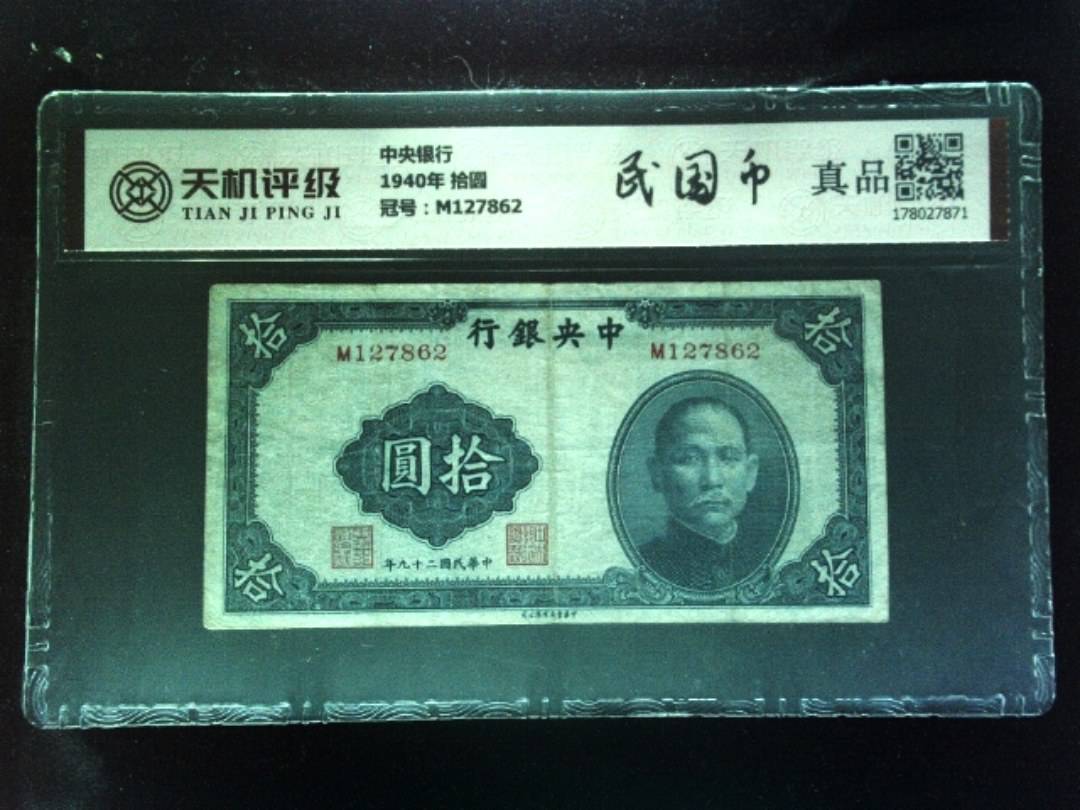 天机评级
TIAN JI PING JI
中央银行
1940年 拾圆
冠号：M127862
民国币
真品
178027871
拾
行銀央中
拾
M127862
M127862
圓拾
年九十二國民華中
拾
拾